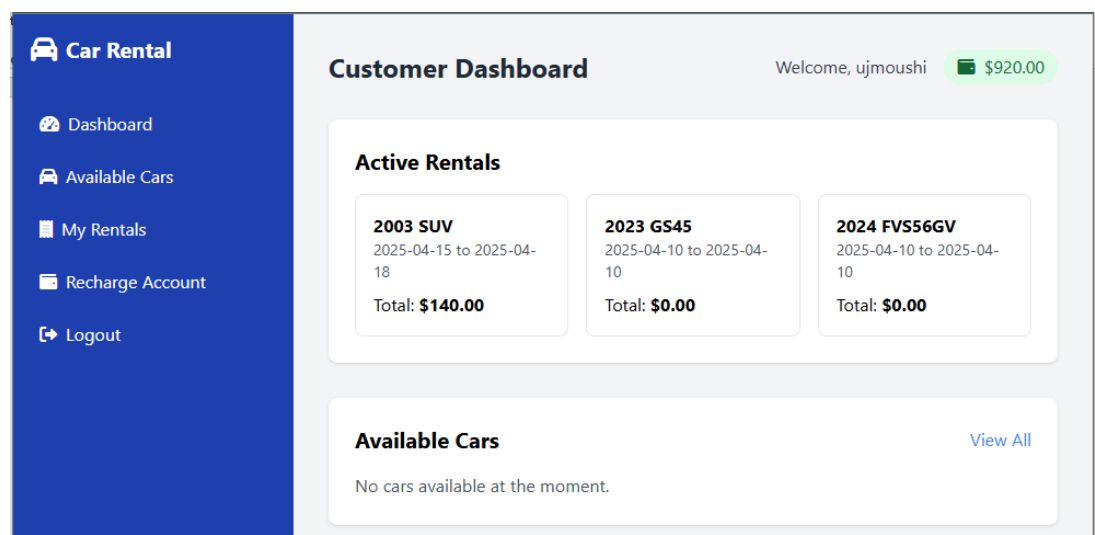 Car Rental
Dashboard
Available Cars
My Rentals
Recharge Account
Logout
Customer Dashboard
Welcome, ujmoushi
$920.00
Active Rentals
2003 SUV
2025-04-15 to 2025-04-
18
Total: $140.00
2023 GS45
2025-04-10 to 2025-04-
10
Total: $0.00
2024 FVS56GV
2025-04-10 to 2025-04-
10
Total: $0.00
Available Cars
View All
No cars available at the moment.